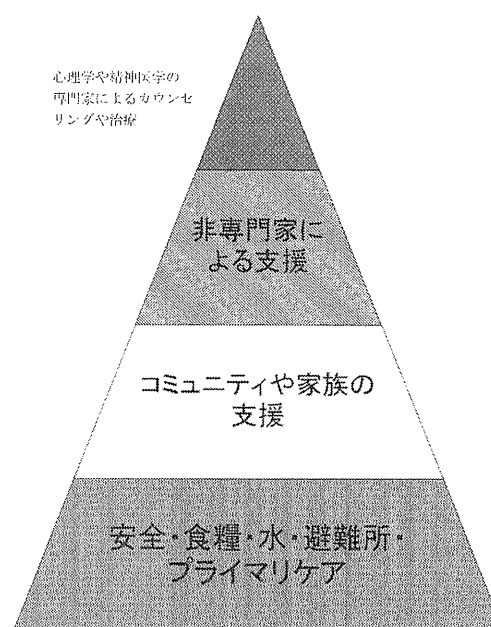 心理学や精神医学の
専門家によるカウンセ
リングや治療
非専門家に
よる支援
コミュニティや家族の
支援
安全・食糧・水・避難所・
プライマリケア